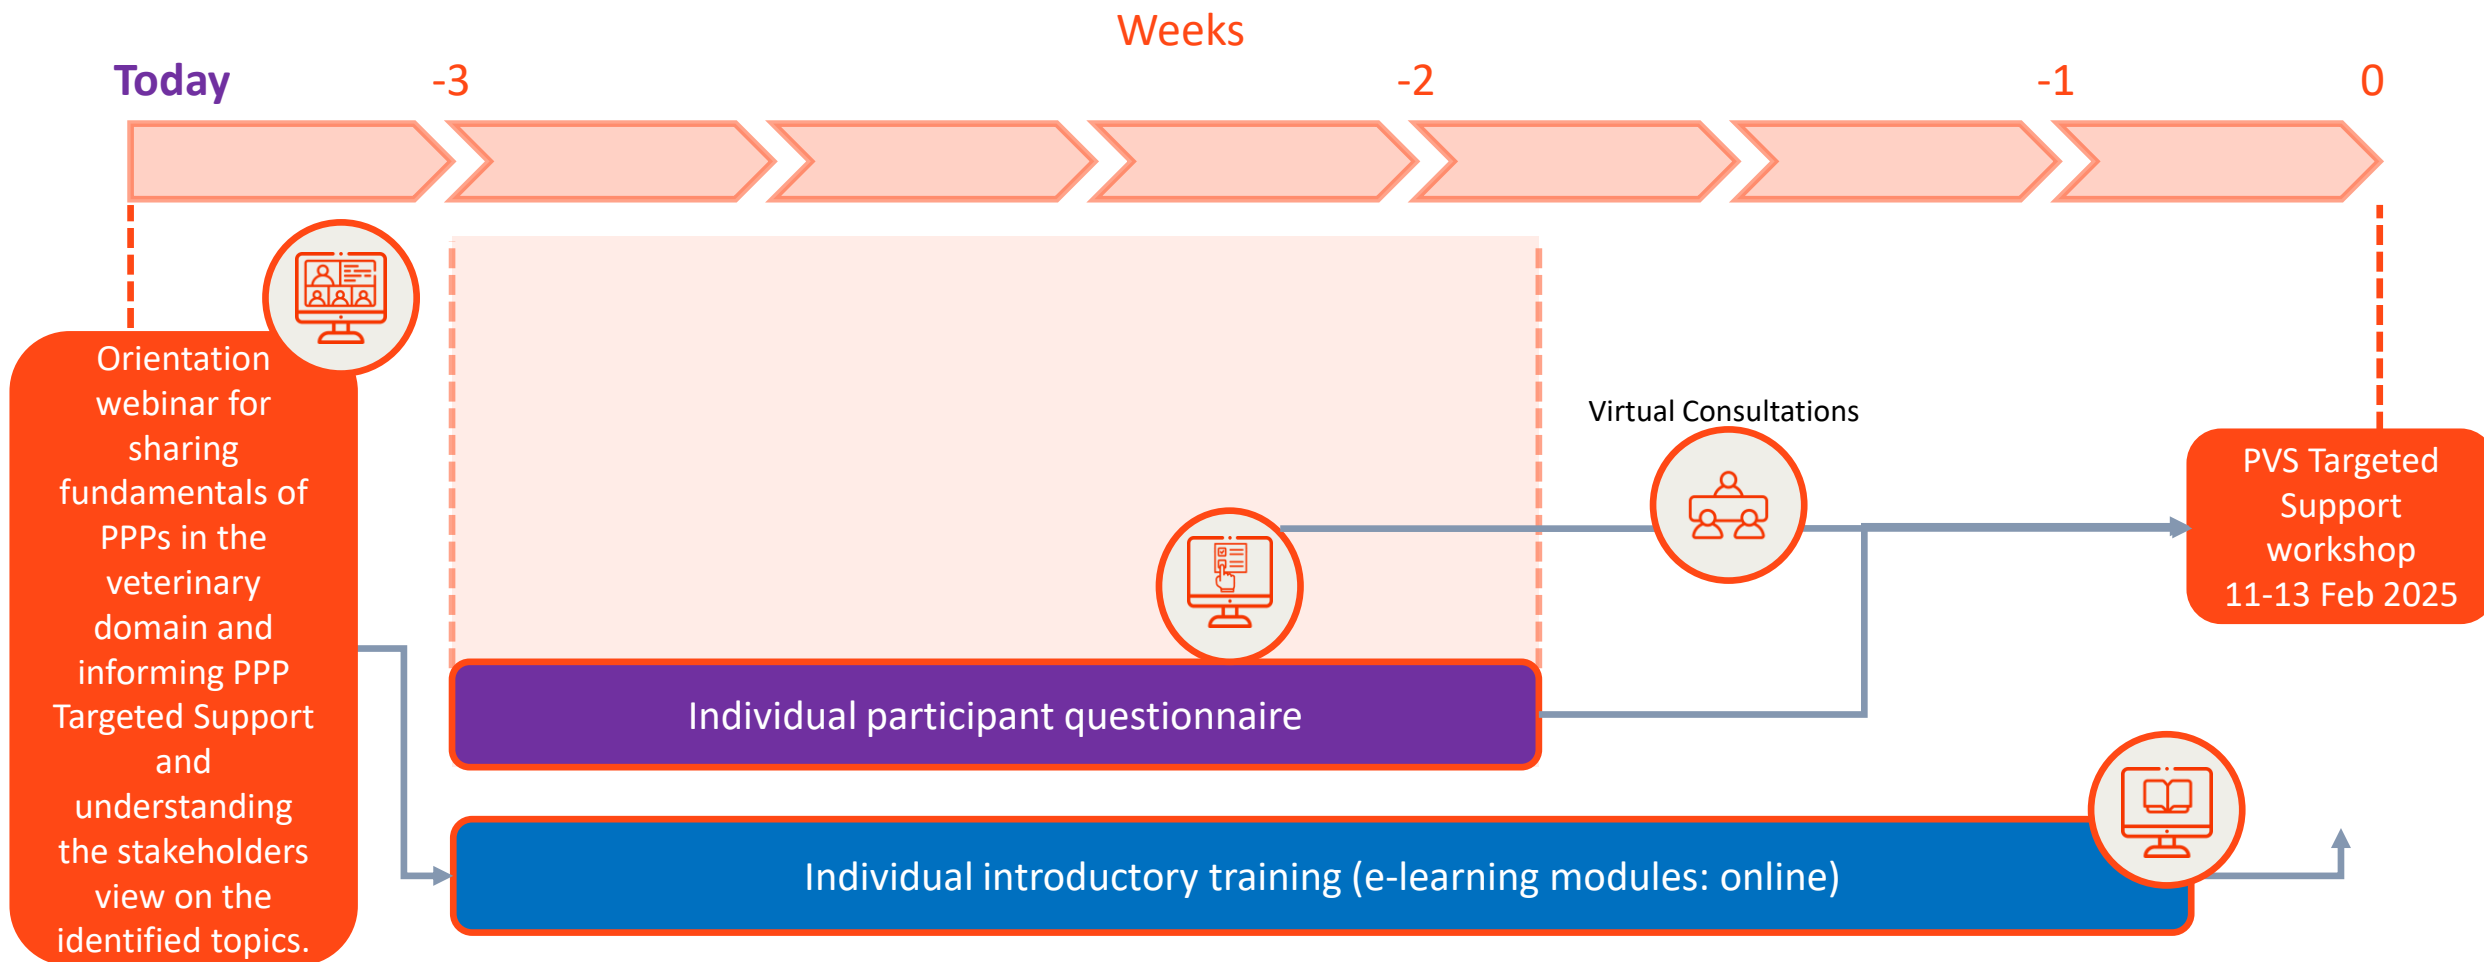 Weeks
Today
-3
-2
-1
0
Orientation
webinar for
sharing
fundamentals of
PPPs in the
veterinary
domain and
informing PPP
Targeted Support
and
understanding
the stakeholders
view on the
identified topics.
Virtual Consultations
PVS Targeted
Support
workshop
11-13 Feb 2025
Individual participant questionnaire
Individual introductory training (e-learning modules: online)